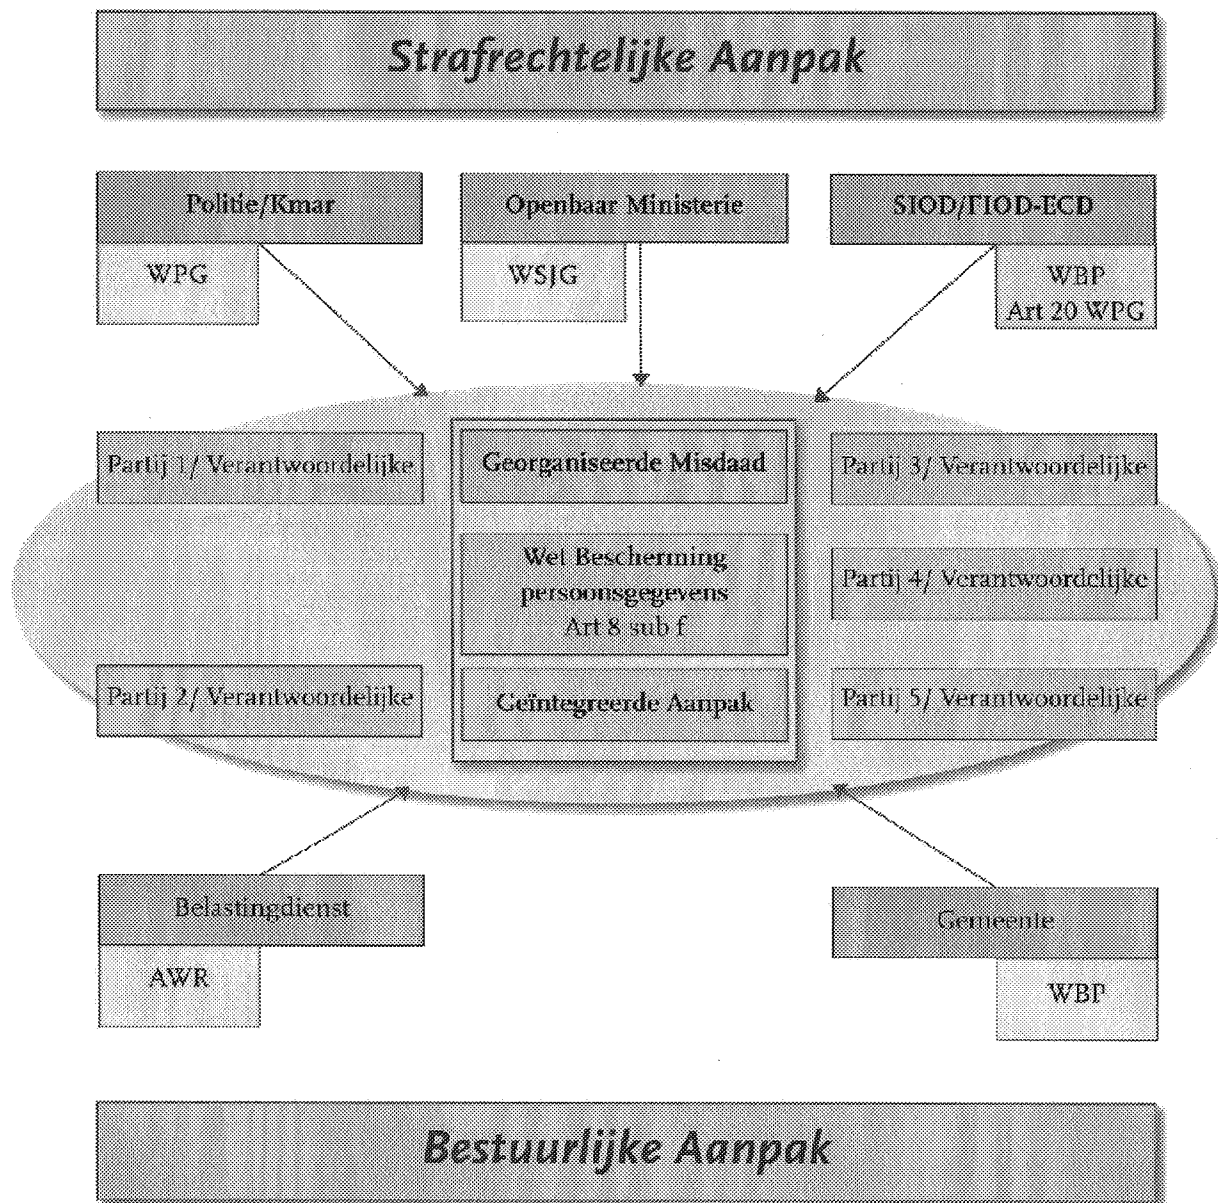 Strafrechtelijke Aanpak
Politie/Kmar
Openbaar Ministerie
SIOD/FIOD-ECD
WPG
WSJG
WBP
Art 20 WPG
Partij 1/ Verantwoordelijke
Georganiseerde Misdaad
Partij 3/ Verantwoordelijke
Wet Bescherming
persoonsgegevens
Art 8 sub f
Partij 4/ Verantwoordelijke
Partij 2/ Verantwoordelijke
Geïntegreerde Aanpak
Partij 5/ Verantwoordelijke
Belastingdienst
Gemeente
AWR
WBP
Bestuurlijke Aanpak